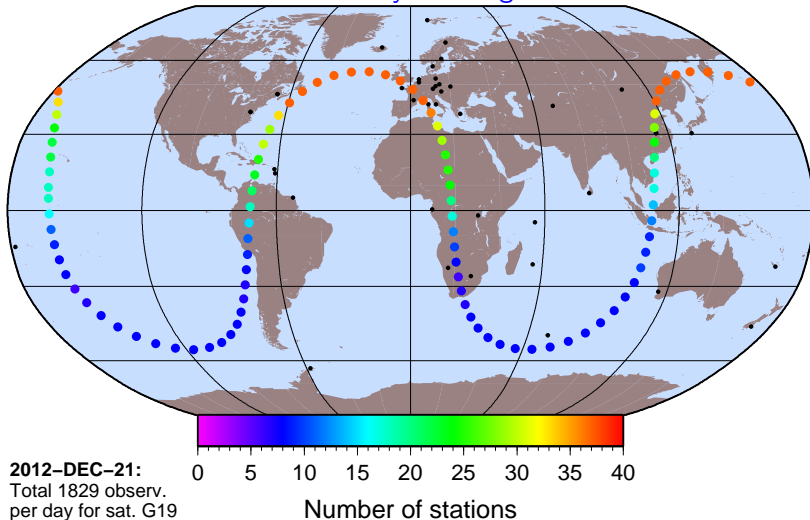 0 5 10 15 20 25 30 35 40
Number of stations
2012–DEC–21:
Total 1829 observ.
per day for sat. G19